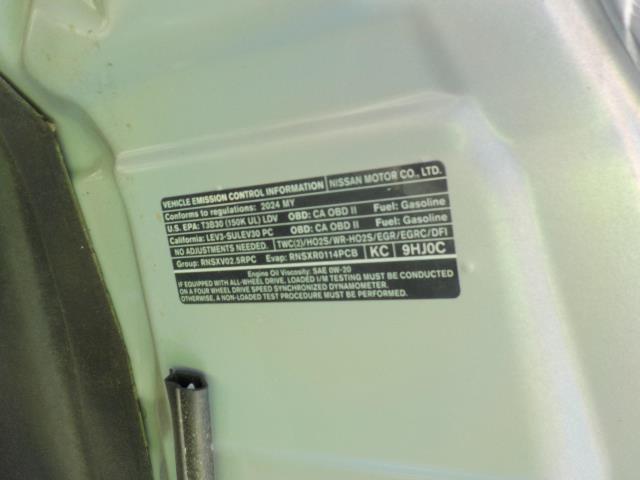 VEHICLE EMISSION CONTROL INFORMATION NISSAN MOTOR CO., LTD.
Conforms to regulations: 2024 MY
U.S. EPA: T3B30 (150K UL) LDV OBD: CA OBD II Fuel: Gasoline
California: LEV3-SULEV30 PC OBD: CA OBD II Fuel: Gasoline
NO ADJUSTMENTS NEEDED. TWC(2)/HO2S/WR-HO2S/EGR/EGRC/DFI
Group: RNSXV02.5RPC Evap: RNSXR0114PCB KC 9HJ0C
Engine Oil Viscosity: SAE 0W-20
IF EQUIPPED WITH ALL-WHEEL DRIVE, LOADED I/M TESTING MUST BE CONDUCTED
ON A FOUR WHEEL DRIVE SPEED SYNCHRONIZED DYNAMOMETER.
OTHERWISE, A NON-LOADED TEST PROCEDURE MUST BE PERFORMED.